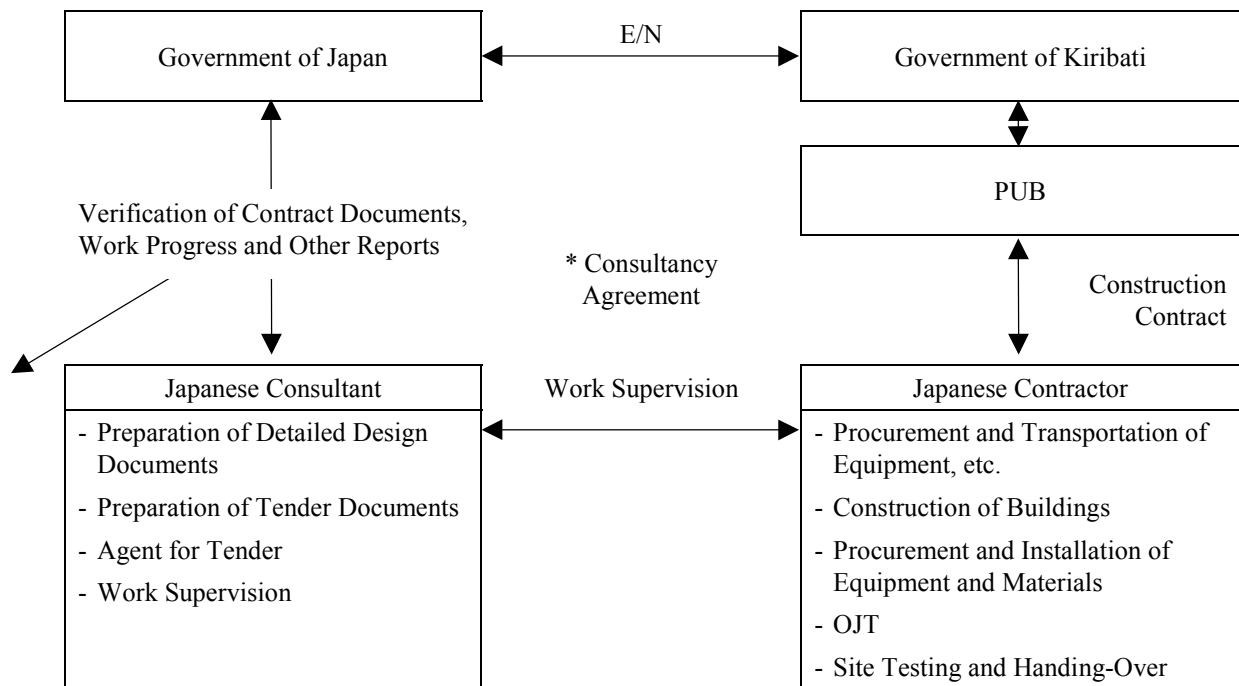 E/N
Government of Japan
Government of Kiribati
PUB
Verification of Contract Documents,
Work Progress and Other Reports
* Consultancy
Agreement
Construction
Contract
Japanese Consultant
- Preparation of Detailed Design
Documents
- Preparation of Tender Documents
- Agent for Tender
- Work Supervision
Work Supervision
Japanese Contractor
- Procurement and Transportation of
Equipment, etc.
- Construction of Buildings
- Procurement and Installation of
Equipment and Materials
- OJT
- Site Testing and Handing-Over